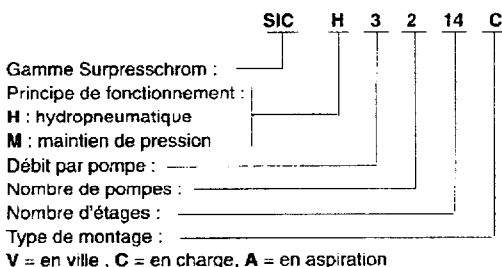 SIC H 3 2 14 C
Gamme Surpresschrom :
Principe de fonctionnement :
H : hydropneumatique
M : maintien de pression
Débit par pompe :
Nombre de pompes :
Nombre d'étages :
Type de montage :
V = en ville , C = en charge, A = en aspiration